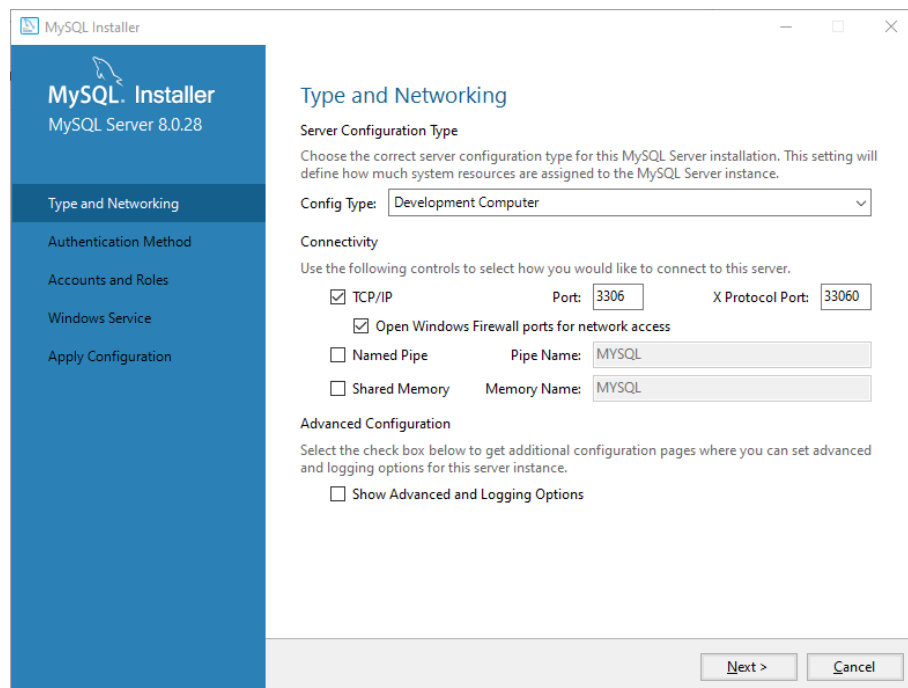 MySQL Installer
MySQL. Installer
MySQL Server 8.0.28
Type and Networking
Authentication Method
Accounts and Roles
Windows Service
Apply Configuration
Type and Networking
Server Configuration Type
Choose the correct server configuration type for this MySQL Server installation. This setting will
define how much system resources are assigned to the MySQL Server instance.
Config Type: Development Computer
Connectivity
Use the following controls to select how you would like to connect to this server.
TCP/IP Port: 3306 X Protocol Port: 33060
Open Windows Firewall ports for network access
Named Pipe Pipe Name: MYSQL
Shared Memory Memory Name: MYSQL
Advanced Configuration
Select the check box below to get additional configuration pages where you can set advanced
and logging options for this server instance.
Show Advanced and Logging Options
Next > Cancel